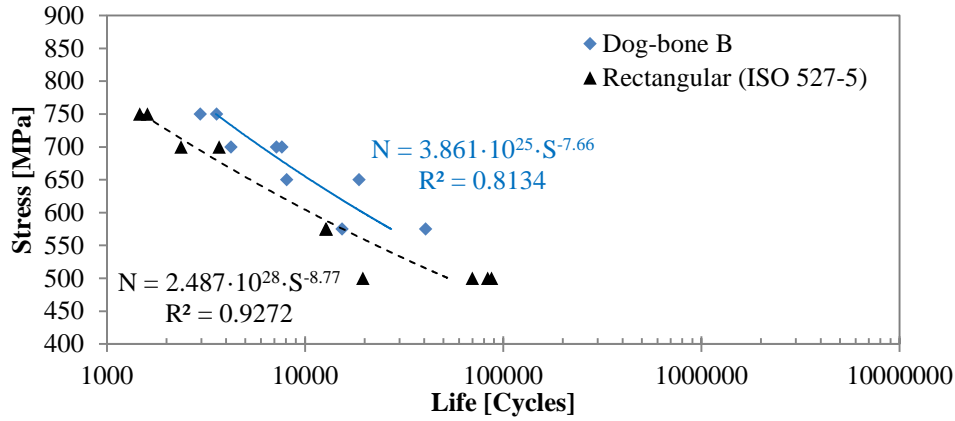 900
850
800
750
700
650
600
550
500
450
400
Stress [MPa]
Dog-bone B
Rectangular (ISO 527-5)
N = 3.861·10²⁵·S⁻⁷·⁶⁶
R² = 0.8134
N = 2.487·10²⁸·S⁻⁸·⁷⁷
R² = 0.9272
1000 10000 100000 1000000 10000000
Life [Cycles]